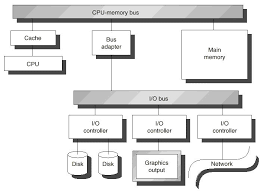 CPU-memory bus
Cache
CPU
Bus
adapter
Main
memory
I/O bus
I/O
controller
I/O
controller
I/O
controller
Disk
Disk
Graphics
output
Network